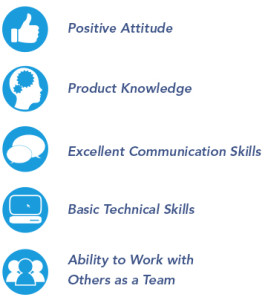 Positive Attitude
Product Knowledge
Excellent Communication Skills
Basic Technical Skills
Ability to Work with
Others as a Team